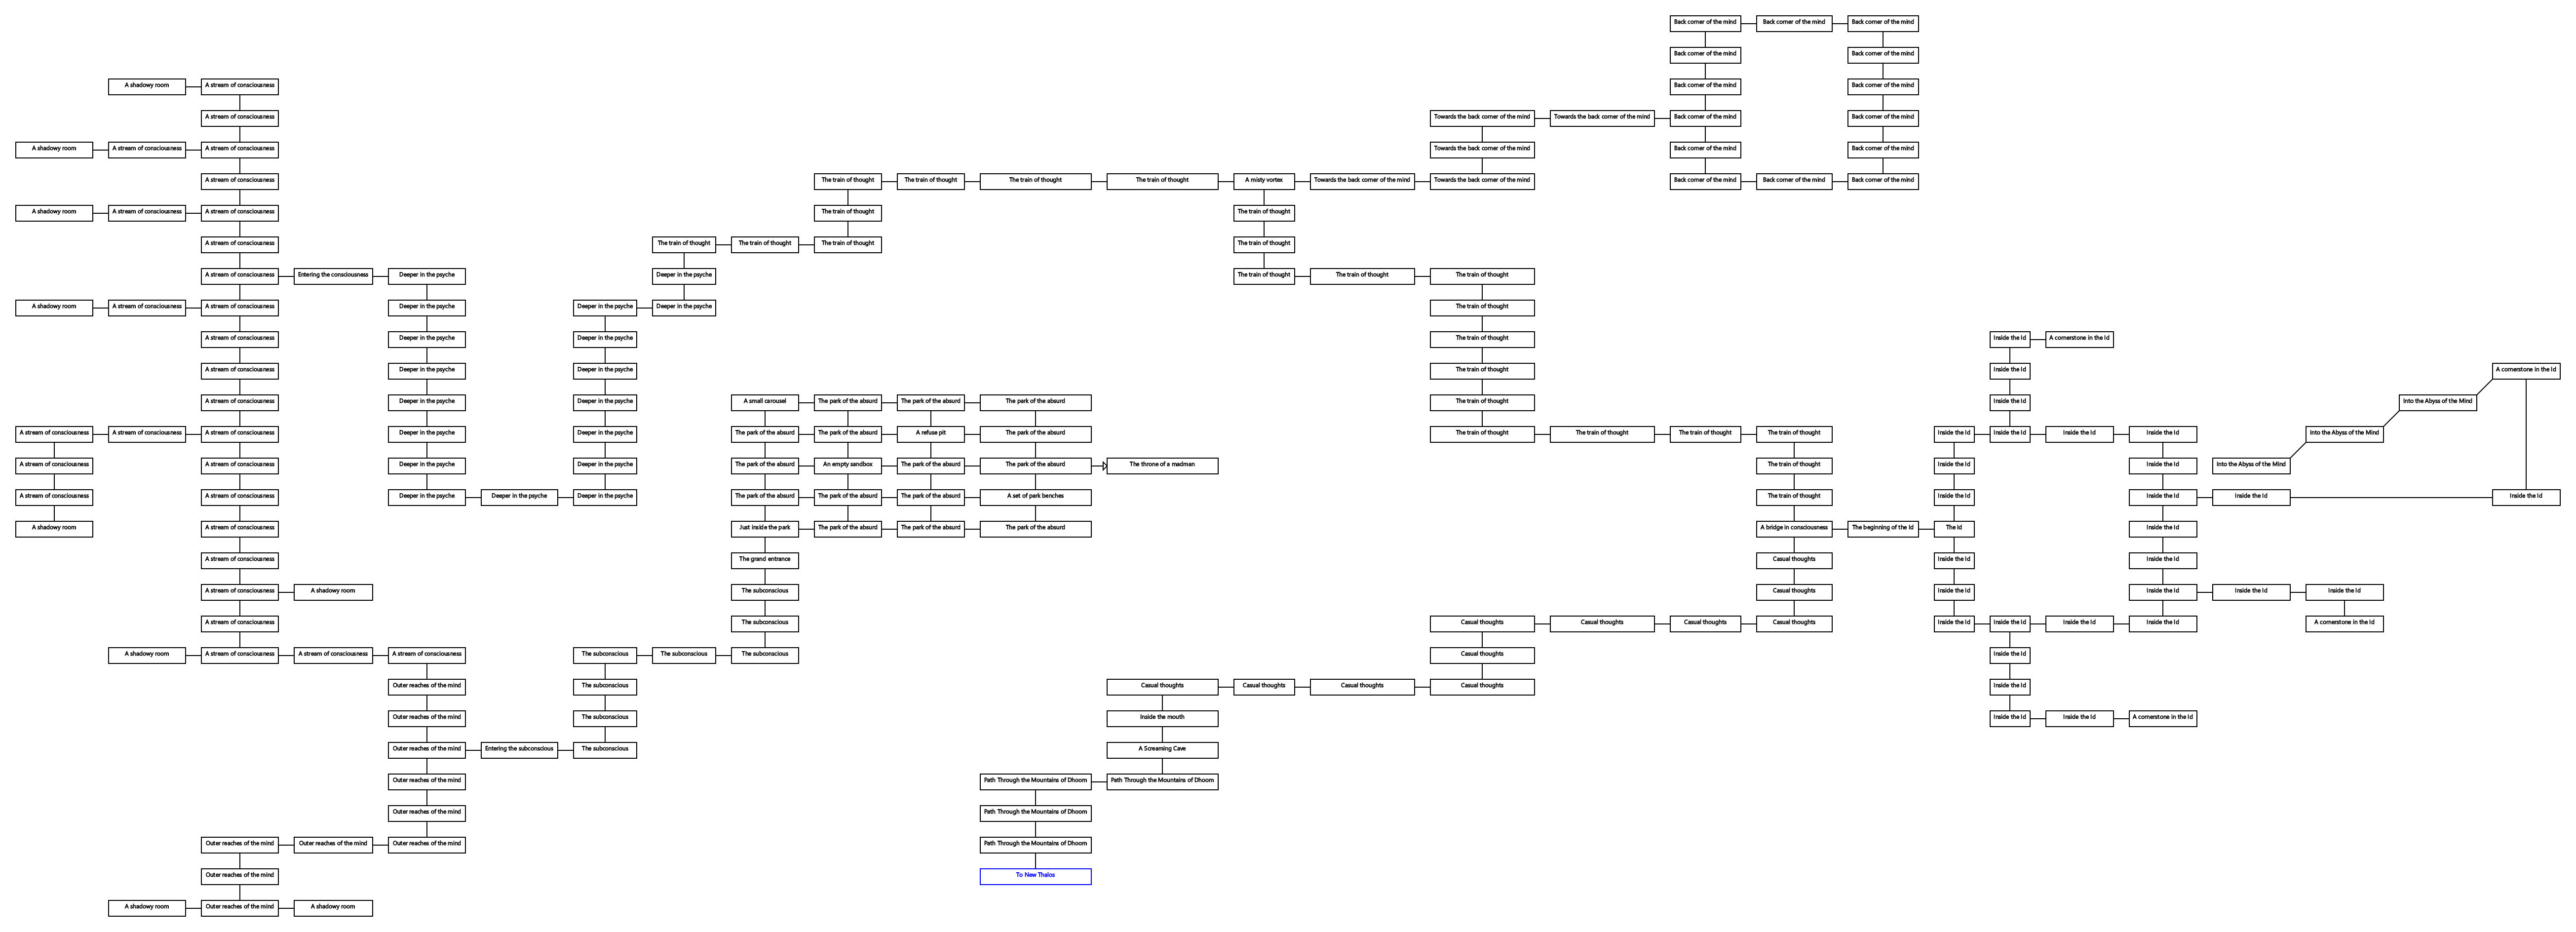 Back corner of the mind Back corner of the mind Back corner of the mind
Back corner of the mind Back corner of the mind
A shadowy room A stream of consciousness Back corner of the mind Back corner of the mind
A stream of consciousness Towards the back corner of the mind Towards the back corner of the mind Back corner of the mind Back corner of the mind
A shadowy room A stream of consciousness A stream of consciousness Towards the back corner of the mind Back corner of the mind Back corner of the mind
A stream of consciousness The train of thought The train of thought The train of thought The train of thought A misty vortex Towards the back corner of the mind Towards the back corner of the mind Back corner of the mind Back corner of the mind Back corner of the mind
A shadowy room A stream of consciousness A stream of consciousness The train of thought The train of thought
A stream of consciousness The train of thought The train of thought The train of thought The train of thought
A stream of consciousness Entering the consciousness Deeper in the psyche Deeper in the psyche The train of thought The train of thought The train of thought
A shadowy room A stream of consciousness A stream of consciousness Deeper in the psyche Deeper in the psyche Deeper in the psyche The train of thought
A stream of consciousness Deeper in the psyche Deeper in the psyche The train of thought Inside the Id A cornerstone in the Id
A stream of consciousness Deeper in the psyche Deeper in the psyche The train of thought Inside the Id A cornerstone in the Id
A stream of consciousness Deeper in the psyche Deeper in the psyche A small carousel The park of the absurd The park of the absurd The park of the absurd The train of thought Inside the Id Into the Abyss of the Mind
A stream of consciousness A stream of consciousness A stream of consciousness Deeper in the psyche Deeper in the psyche The park of the absurd The park of the absurd A refuse pit The park of the absurd The train of thought The train of thought The train of thought The train of thought Inside the Id Inside the Id Inside the Id Inside the Id Into the Abyss of the Mind
A stream of consciousness A stream of consciousness Deeper in the psyche Deeper in the psyche The park of the absurd An empty sandbox The park of the absurd The park of the absurd The throne of a madman The train of thought Inside the Id Inside the Id Into the Abyss of the Mind
A stream of consciousness A stream of consciousness Deeper in the psyche Deeper in the psyche Deeper in the psyche The park of the absurd The park of the absurd The park of the absurd A set of park benches The train of thought Inside the Id Inside the Id Inside the Id Inside the Id
A shadowy room A stream of consciousness Just inside the park The park of the absurd The park of the absurd The park of the absurd A bridge in consciousness The beginning of the Id The Id Inside the Id
A stream of consciousness The grand entrance Casual thoughts Inside the Id Inside the Id
A stream of consciousness A shadowy room The subconscious Casual thoughts Inside the Id Inside the Id Inside the Id Inside the Id
A stream of consciousness The subconscious Casual thoughts Casual thoughts Casual thoughts Casual thoughts Inside the Id Inside the Id Inside the Id Inside the Id A cornerstone in the Id
A shadowy room A stream of consciousness A stream of consciousness A stream of consciousness The subconscious The subconscious The subconscious Casual thoughts Inside the Id
Outer reaches of the mind The subconscious Casual thoughts Casual thoughts Casual thoughts Casual thoughts Inside the Id
Outer reaches of the mind The subconscious Inside the mouth Inside the Id Inside the Id A cornerstone in the Id
Outer reaches of the mind Entering the subconscious The subconscious A Screaming Cave
Outer reaches of the mind Path Through the Mountains of Dhoom Path Through the Mountains of Dhoom
Outer reaches of the mind Path Through the Mountains of Dhoom
Outer reaches of the mind Outer reaches of the mind Outer reaches of the mind Path Through the Mountains of Dhoom
Outer reaches of the mind To New Thalos
A shadowy room Outer reaches of the mind A shadowy room